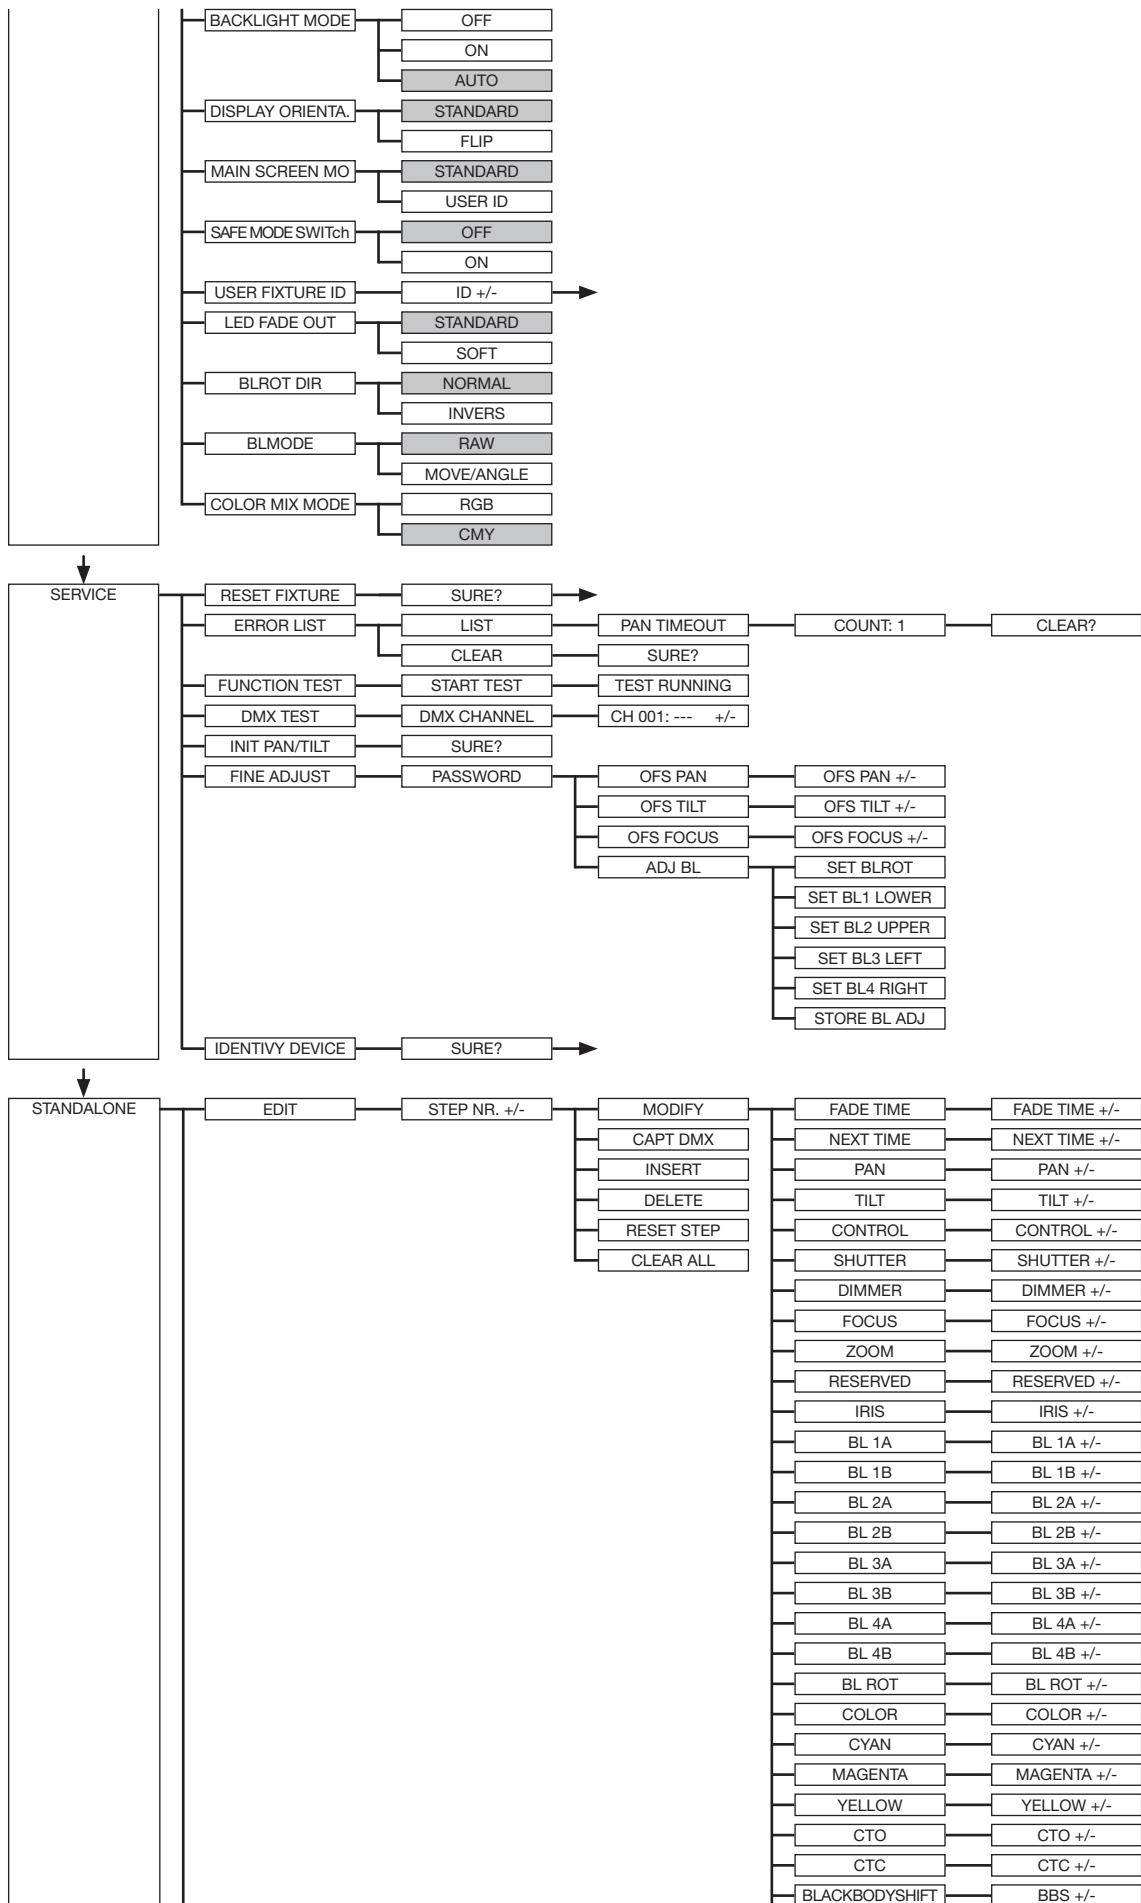 BACKLIGHT MODE OFF
ON
AUTO
DISPLAY ORIENTA. STANDARD
FLIP
MAIN SCREEN MO STANDARD
USER ID
SAFE MODE SWITch OFF
ON
USER FIXTURE ID ID +/-
LED FADE OUT STANDARD
SOFT
BLROT DIR NORMAL
INVERS
BLMODE RAW
MOVE/ANGLE
COLOR MIX MODE RGB
CMY
SERVICE RESET FIXTURE SURE?
ERROR LIST LIST PAN TIMEOUT COUNT: 1 CLEAR?
CLEAR SURE?
FUNCTION TEST START TEST TEST RUNNING
DMX TEST DMX CHANNEL CH 001: --- +/-
INIT PAN/TILT SURE?
FINE ADJUST PASSWORD OFS PAN OFS PAN +/-
OFS TILT OFS TILT +/-
OFS FOCUS OFS FOCUS +/-
ADJ BL SET BLROT
SET BL1 LOWER
SET BL2 UPPER
SET BL3 LEFT
SET BL4 RIGHT
STORE BL ADJ
IDENTIVY DEVICE SURE?
STANDALONE EDIT STEP NR. +/- MODIFY FADE TIME FADE TIME +/-
CAPT DMX NEXT TIME NEXT TIME +/-
INSERT PAN PAN +/-
DELETE TILT TILT +/-
RESET STEP CONTROL CONTROL +/-
CLEAR ALL SHUTTER SHUTTER +/-
DIMMER DIMMER +/-
FOCUS FOCUS +/-
ZOOM ZOOM +/-
RESERVED RESERVED +/-
IRIS IRIS +/-
BL 1A BL 1A +/-
BL 1B BL 1B +/-
BL 2A BL 2A +/-
BL 2B BL 2B +/-
BL 3A BL 3A +/-
BL 3B BL 3B +/-
BL 4A BL 4A +/-
BL 4B BL 4B +/-
BL ROT BL ROT +/-
COLOR COLOR +/-
CYAN CYAN +/-
MAGENTA MAGENTA +/-
YELLOW YELLOW +/-
CTO CTO +/-
CTC CTC +/-
BLACKBODYSHIFT BBS +/-